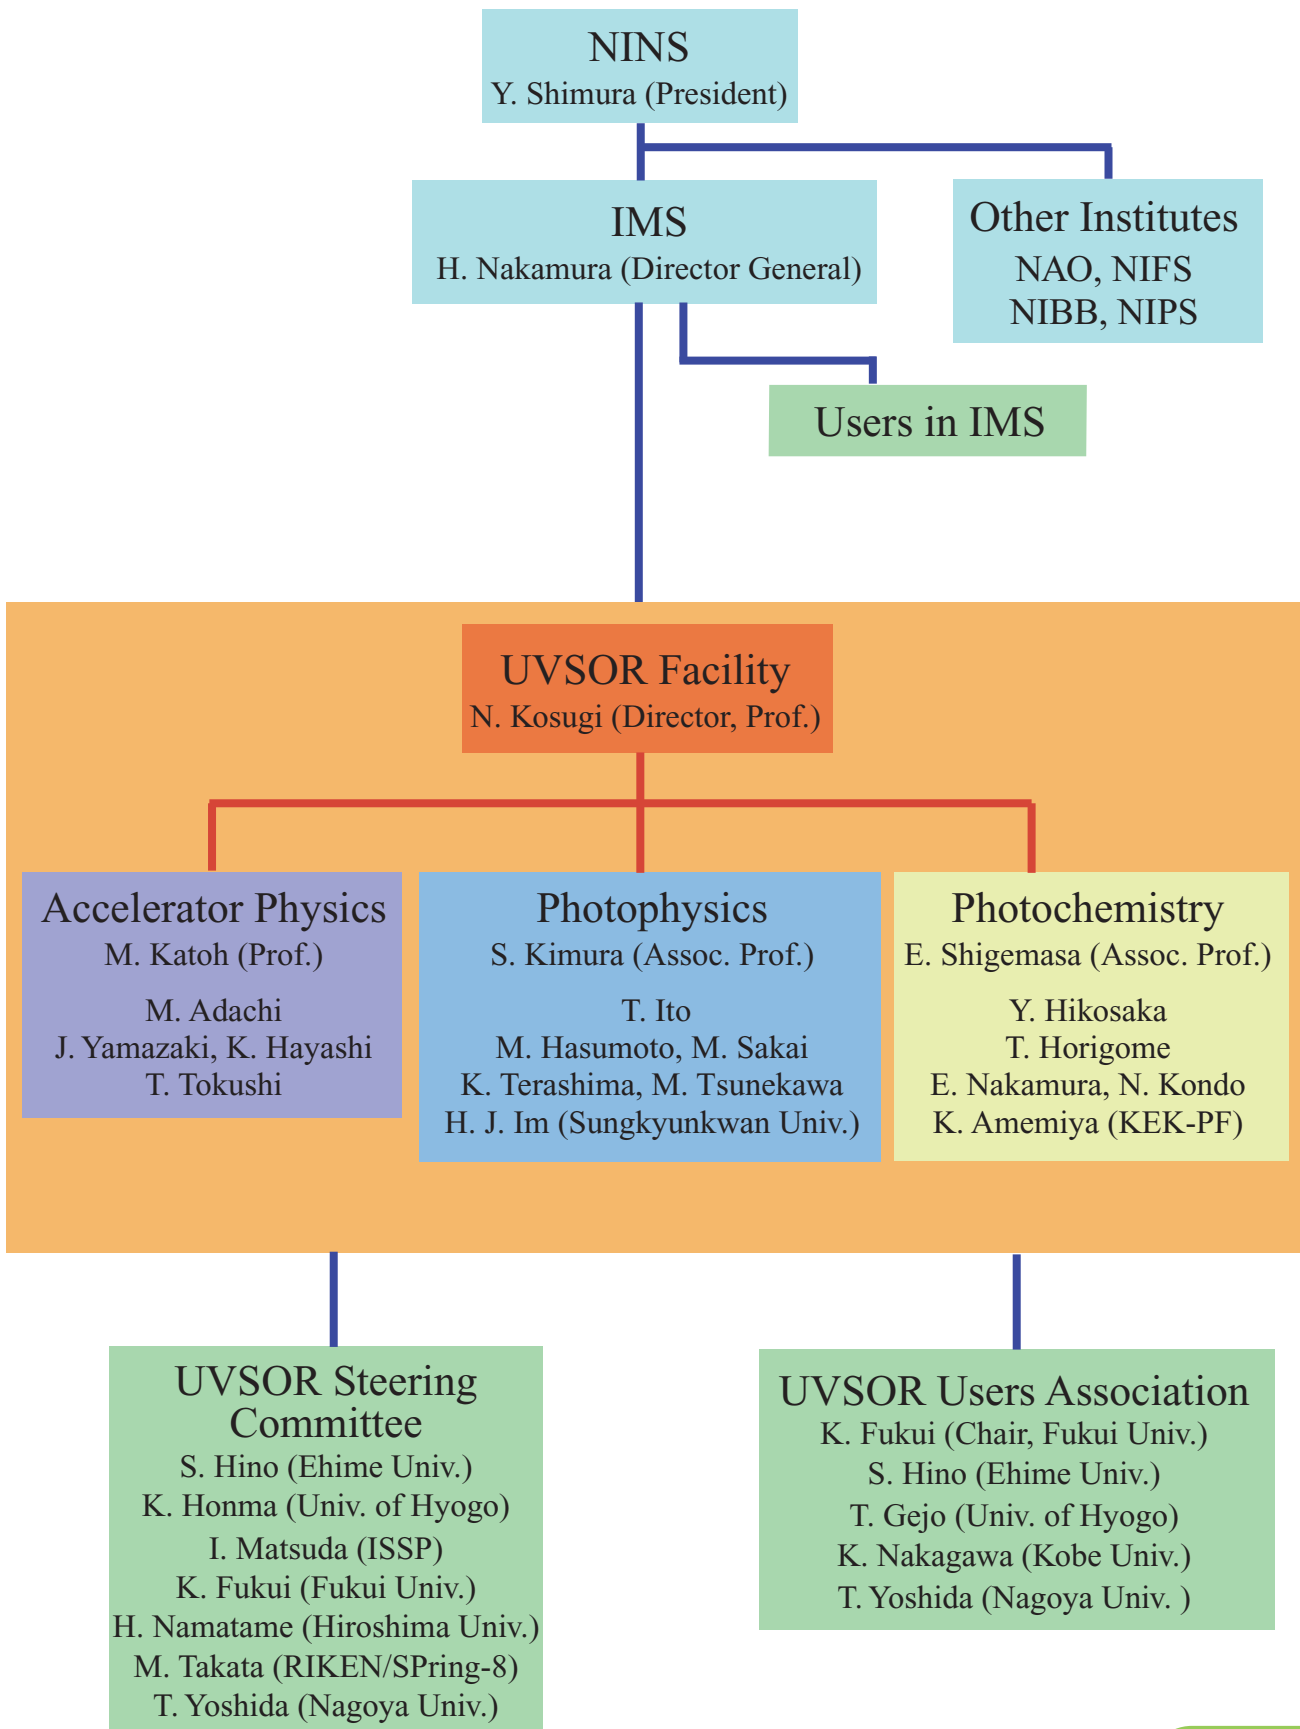 NINS
Y. Shimura (President)
IMS
H. Nakamura (Director General)
Other Institutes
NAO, NIFS
NIBB, NIPS
Users in IMS
UVSOR Facility
N. Kosugi (Director, Prof.)
Accelerator Physics
M. Katoh (Prof.)
M. Adachi
J. Yamazaki, K. Hayashi
T. Tokushi
Photophysics
S. Kimura (Assoc. Prof.)
T. Ito
M. Hasumoto, M. Sakai
K. Terashima, M. Tsunekawa
H. J. Im (Sungkyunkwan Univ.)
Photochemistry
E. Shigemasa (Assoc. Prof.)
Y. Hikosaka
T. Horigome
E. Nakamura, N. Kondo
K. Amemiya (KEK-PF)
UVSOR Steering
Committee
S. Hino (Ehime Univ.)
K. Honma (Univ. of Hyogo)
I. Matsuda (ISSP)
K. Fukui (Fukui Univ.)
H. Namatame (Hiroshima Univ.)
M. Takata (RIKEN/SPring-8)
T. Yoshida (Nagoya Univ.)
UVSOR Users Association
K. Fukui (Chair, Fukui Univ.)
S. Hino (Ehime Univ.)
T. Gejo (Univ. of Hyogo)
K. Nakagawa (Kobe Univ.)
T. Yoshida (Nagoya Univ. )